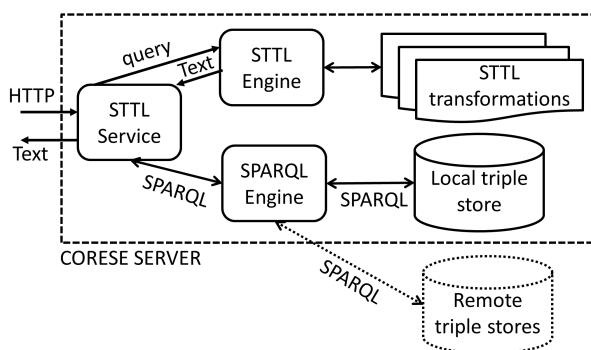 query
Text
STTL
Engine
STTL
transformations
HTTP
Text
STTL
Service
SPARQL
SPARQL
Engine
SPARQL
Local triple
store
CORESE SERVER
SPARQL
Remote
triple stores